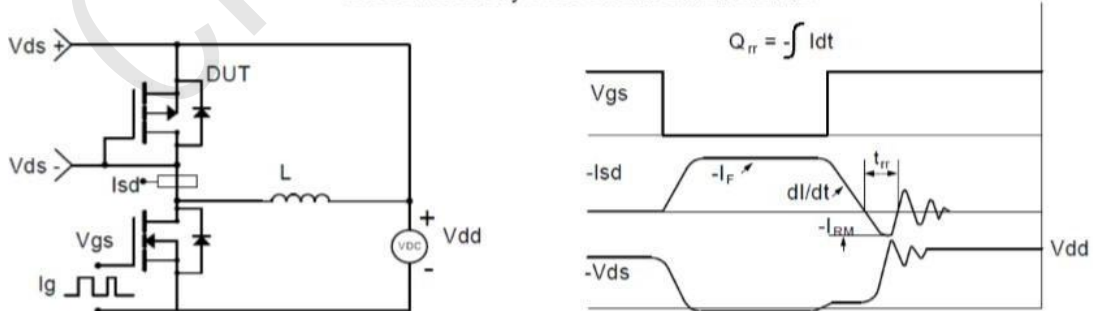 Vds +
DUT
Vds -
Isd
L
Vgs
Ig
VDC
+
-
Vdd
Qrr = -∫ Idt
Vgs
-Isd
-IF
dI/dt
trr
-IRM
-Vds
Vdd